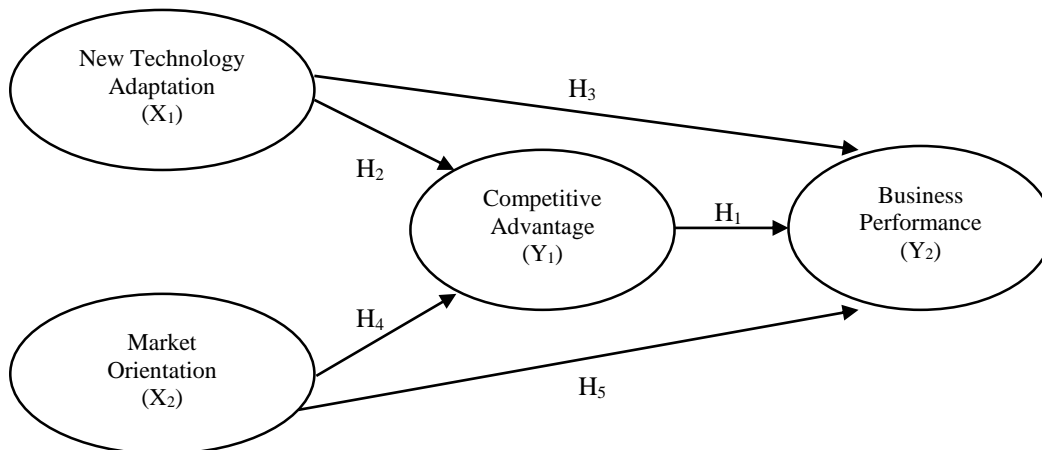 New Technology
Adaptation
(X₁)
H₃
H₂
Competitive
Advantage
(Y₁)
H₁
Business
Performance
(Y₂)
H₄
Market
Orientation
(X₂)
H₅